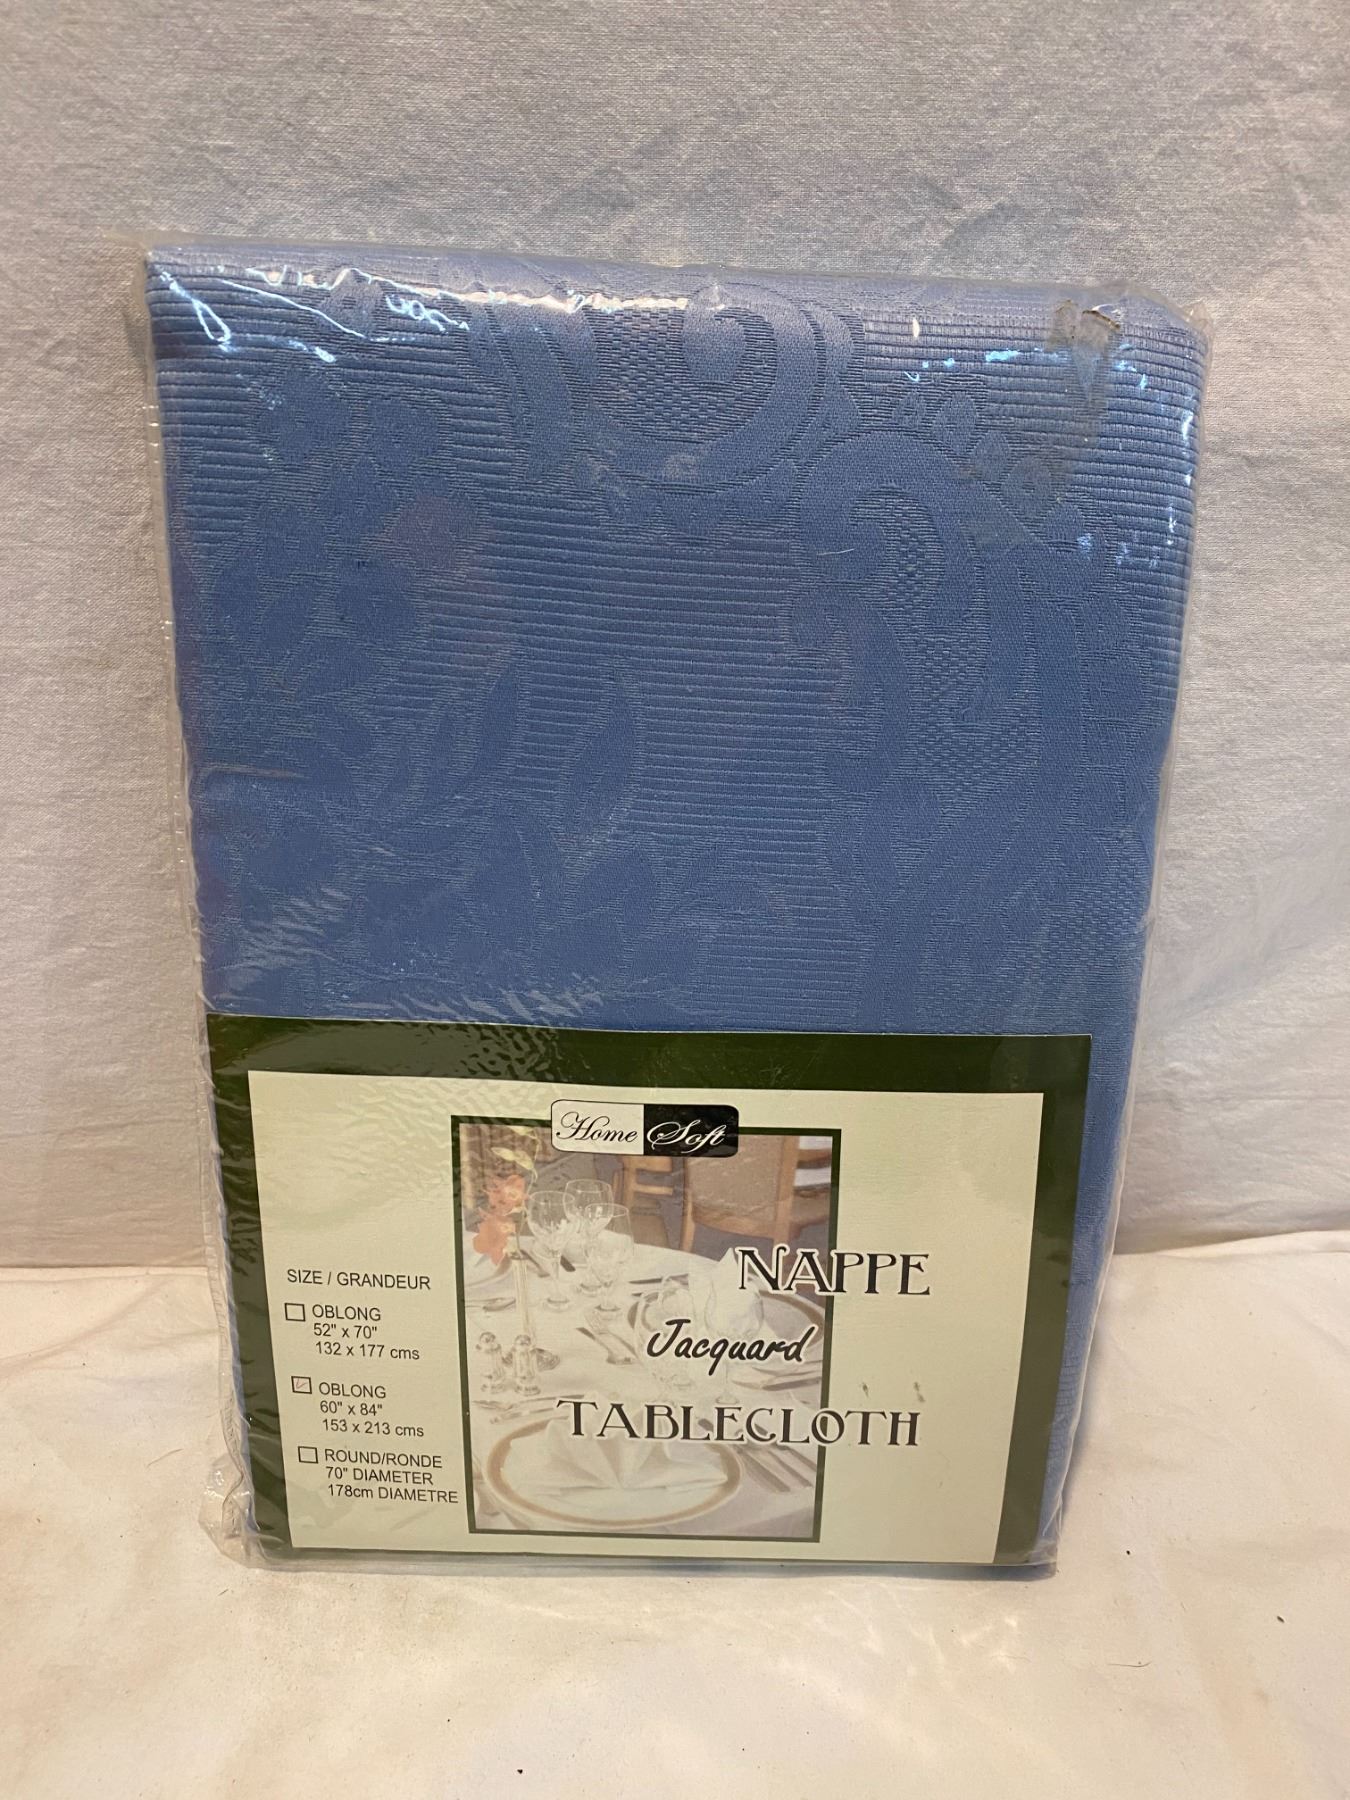 Home Soft
NAPPE
Jacquard
TABLECLOTH
SIZE / GRANDEUR
OBLONG
52" x 70"
132 x 177 cms
OBLONG
60" x 84"
153 x 213 cms
ROUND/RONDE
70" DIAMETER
178cm DIAMETRE